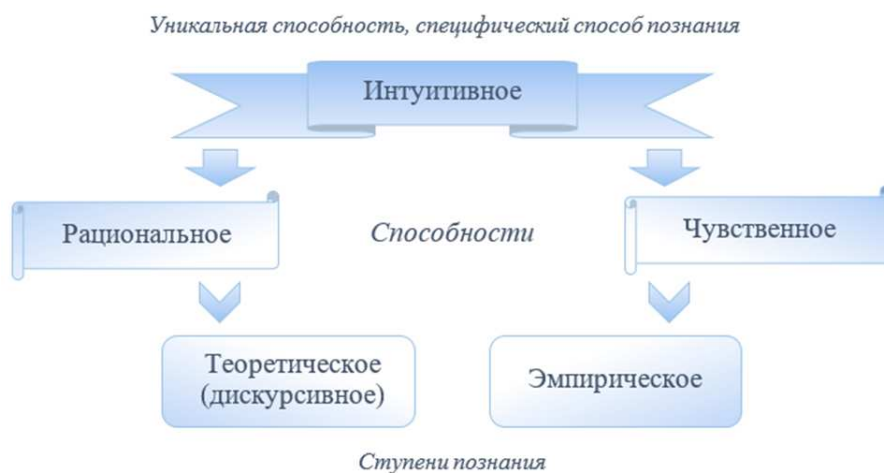 Уникальная способность, специфический способ познания
Интуитивное
Рациональное
Способности
Чувственное
Теоретическое
(дискурсивное)
Эмпирическое
Ступени познания